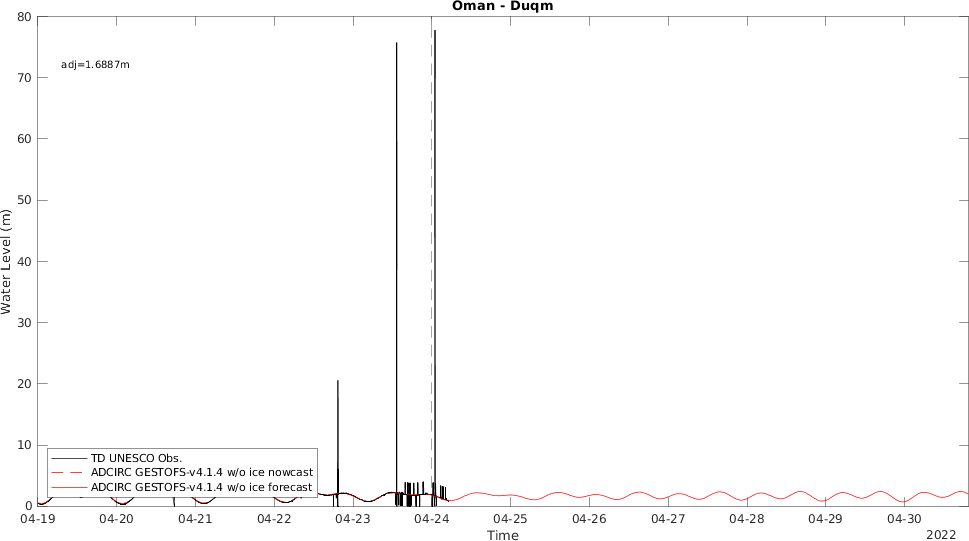 Oman - Duqm
80
adj=1.6887m
70
60
50
40
30
20
10
0
Water Level (m)
TD UNESCO Obs.
ADCIRC GESTOFS-v4.1.4 w/o ice nowcast
ADCIRC GESTOFS-v4.1.4 w/o ice forecast
04-19 04-20 04-21 04-22 04-23 04-24 04-25 04-26 04-27 04-28 04-29 04-30
Time
2022